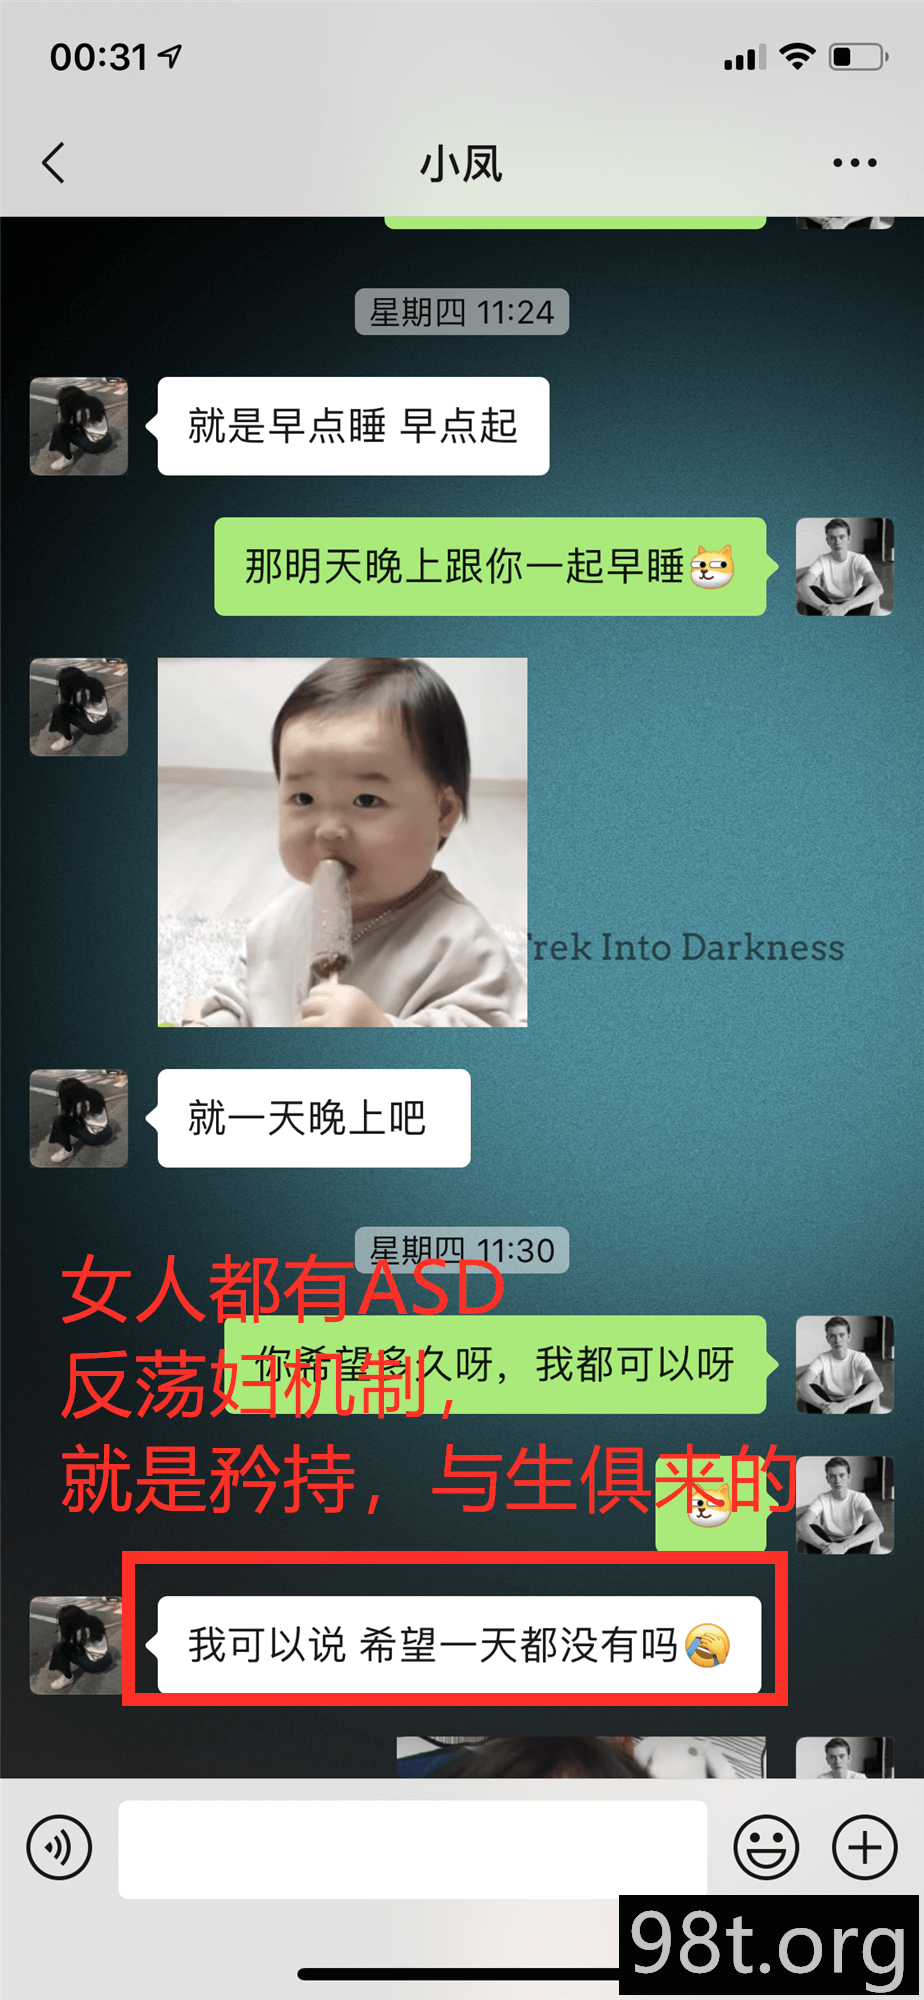 00:31
小凤
星期四 11:24
就是早点睡 早点起
那明天晚上跟你一起早睡
rek Into Darkness
就一天晚上吧
星期四 11:30
女人都有ASD
你希望多久呀，我都可以呀
反荡妇机制，
就是矜持，与生俱来的
我可以说 希望一天都没有吗
98t.org